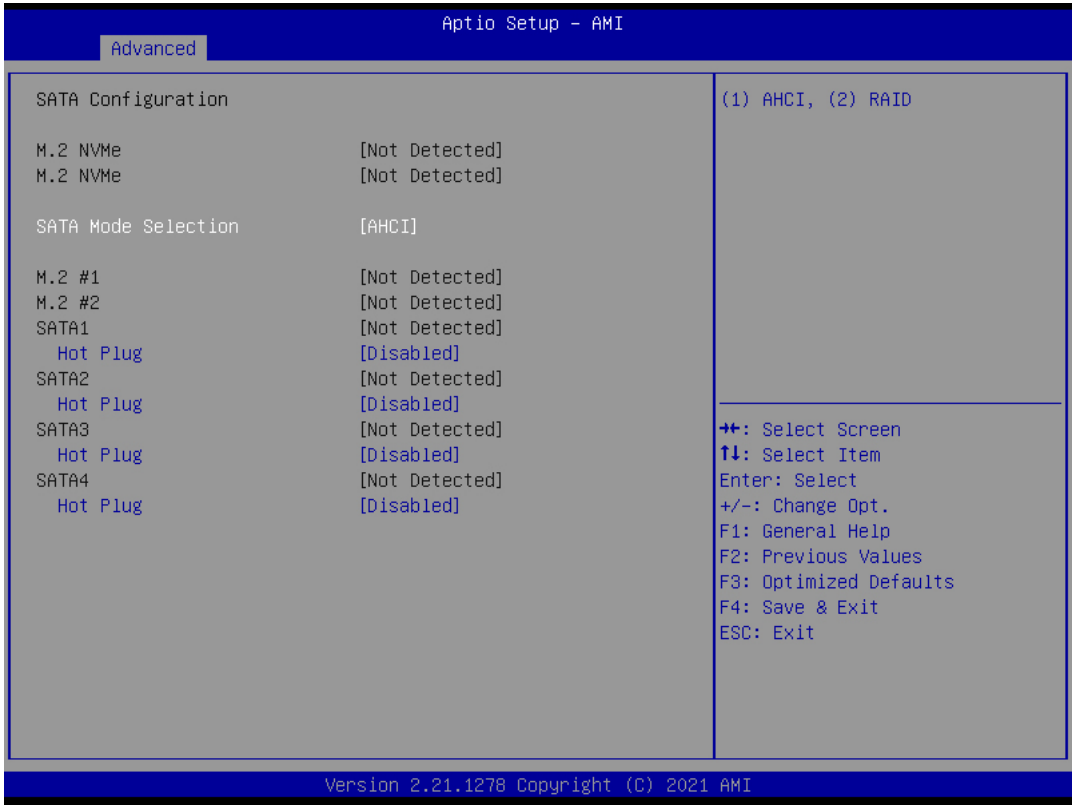 Aptio Setup – AMI
Advanced
SATA Configuration
M.2 NVMe [Not Detected]
M.2 NVMe [Not Detected]
SATA Mode Selection [AHCI]
M.2 #1 [Not Detected]
M.2 #2 [Not Detected]
SATA1 [Not Detected]
Hot Plug [Disabled]
SATA2 [Not Detected]
Hot Plug [Disabled]
SATA3 [Not Detected]
Hot Plug [Disabled]
SATA4 [Not Detected]
Hot Plug [Disabled]
(1) AHCI, (2) RAID
→←: Select Screen
↑↓: Select Item
Enter: Select
+/-: Change Opt.
F1: General Help
F2: Previous Values
F3: Optimized Defaults
F4: Save & Exit
ESC: Exit
Version 2.21.1278 Copyright (C) 2021 AMI